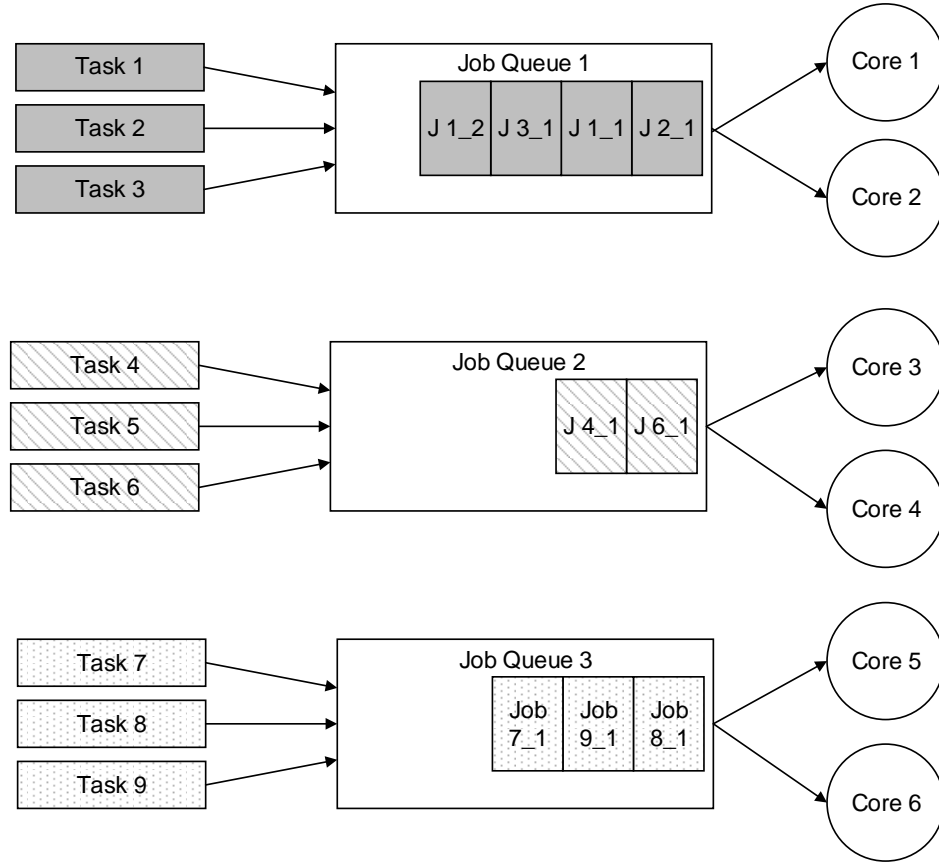 Task 1
Task 2
Task 3
Job Queue 1
J 1_2 J 3_1 J 1_1 J 2_1
Core 1
Core 2
Task 4
Task 5
Task 6
Job Queue 2
J 4_1 J 6_1
Core 3
Core 4
Task 7
Task 8
Task 9
Job Queue 3
Job
7_1
Job
9_1
Job
8_1
Core 5
Core 6